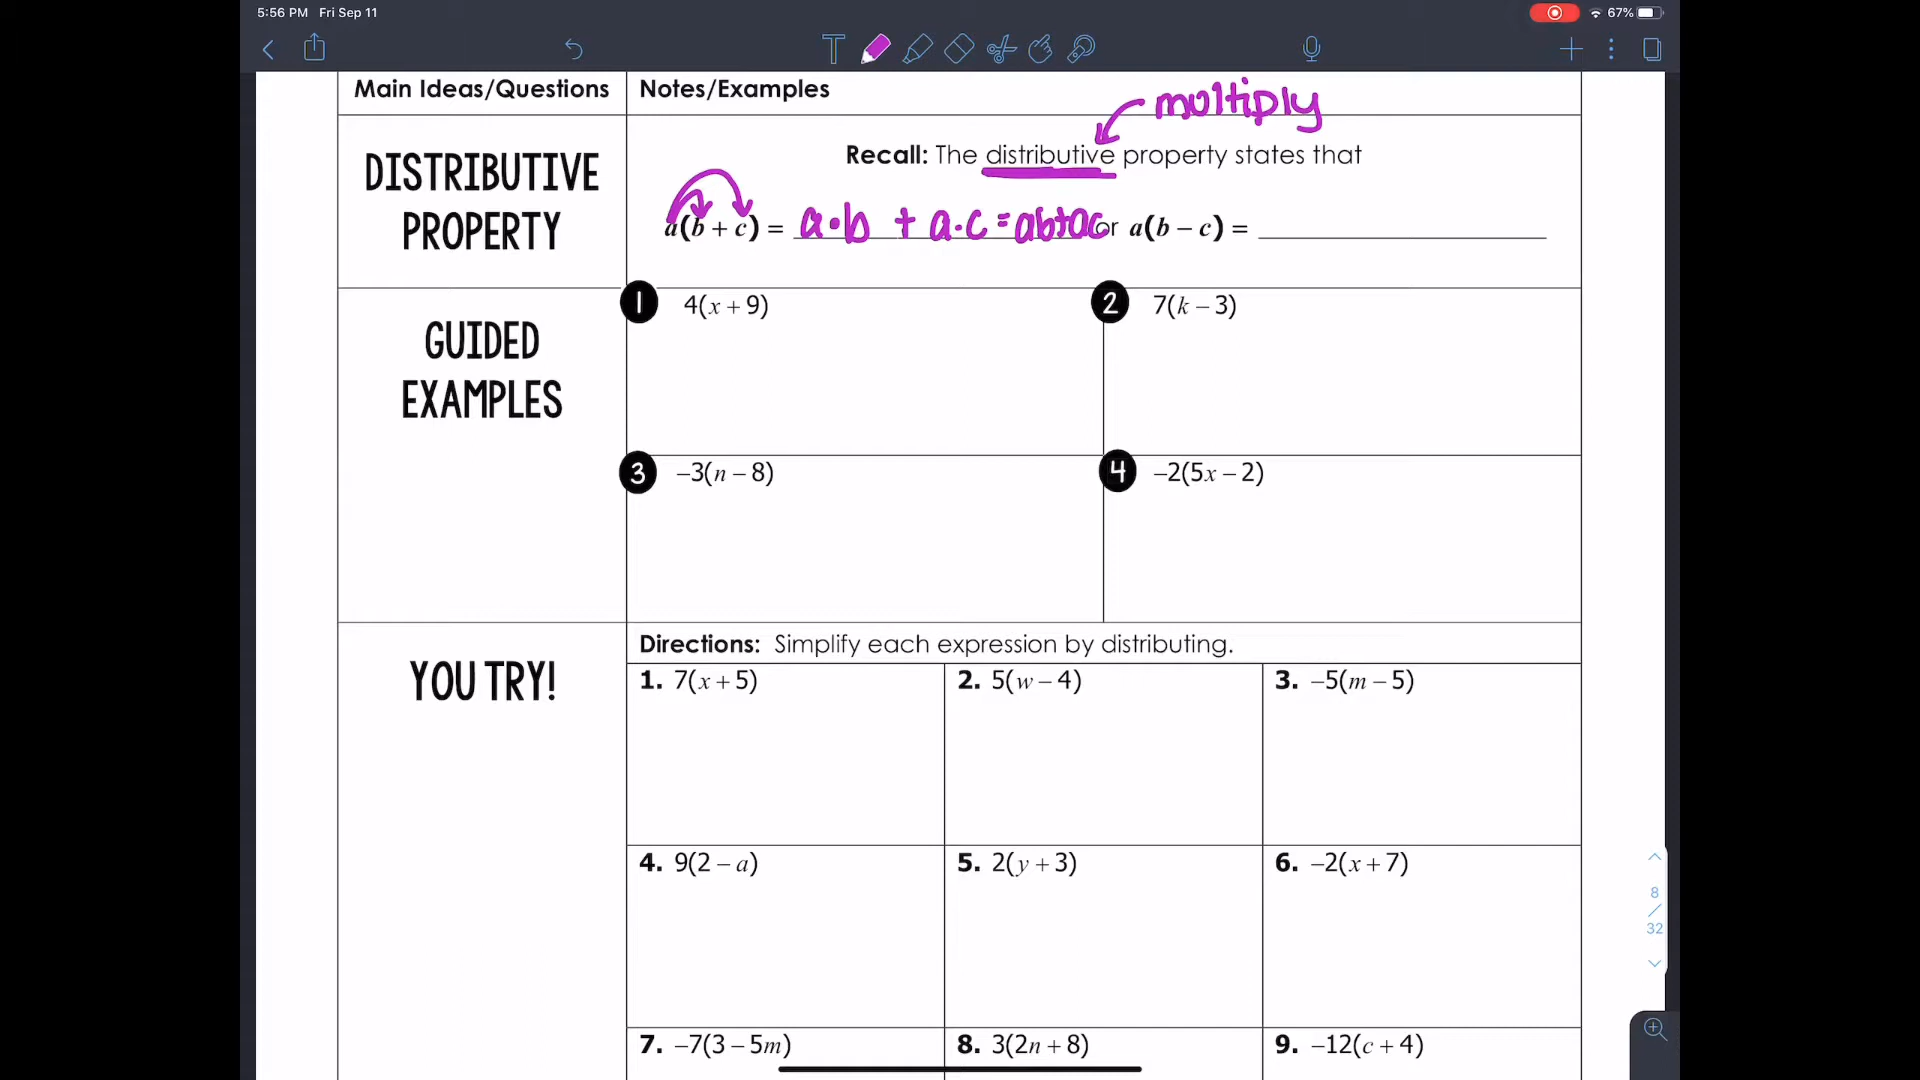 5:56 PM Fri Sep 11
67%
Main Ideas/Questions
Notes/Examples
multiply
DISTRIBUTIVE
PROPERTY
Recall: The distributive property states that
a(b + c) = a·b + a·c = ab+ac or a(b − c) = ____________
GUIDED
EXAMPLES
1 4(x + 9)
2 7(k − 3)
3 −3(n − 8)
4 −2(5x − 2)
YOU TRY!
Directions: Simplify each expression by distributing.
1. 7(x + 5)
2. 5(w − 4)
3. −5(m − 5)
4. 9(2 − a)
5. 2(y + 3)
6. −2(x + 7)
7. −7(3 − 5m)
8. 3(2n + 8)
9. −12(c + 4)
8
/
32